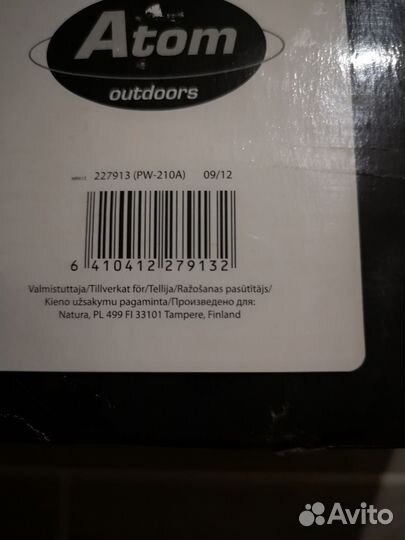 Atom
outdoors
227913 (PW-210A) 09/12
6 410412 279132
Valmistuttaja/Tillverkat för/Tellija/Ražošanas pasūtītājs/
Kieno užsakymu pagaminta/Произведено для:
Natura, PL 499 FI 33101 Tampere, Finland
Avito